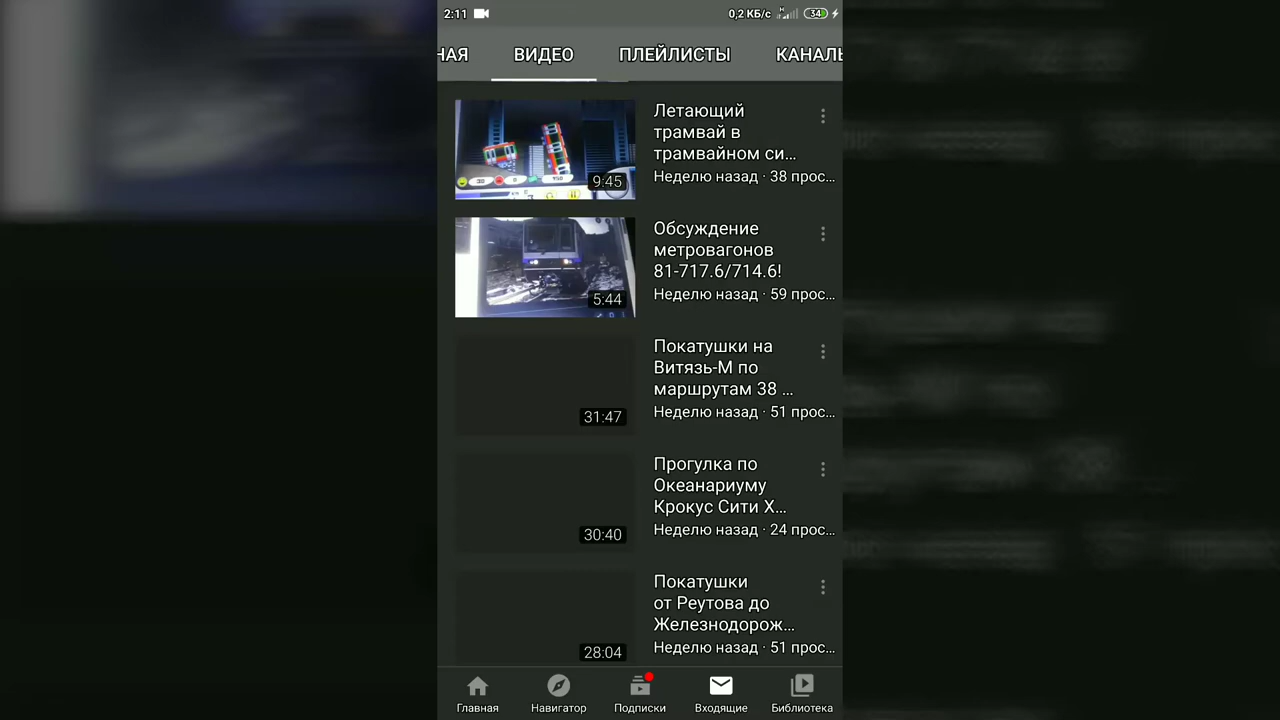 2:11 0,2 КБ/с 34
НАЯ ВИДЕО ПЛЕЙЛИСТЫ КАНАЛЬ
Летающий
трамвай в
трамвайном си...
Неделю назад · 38 прос...
9:45
Обсуждение
метровагонов
81-717.6/714.6!
Неделю назад · 59 прос...
5:44
Покатушки на
Витязь-М по
маршрутам 38 ...
Неделю назад · 51 прос...
31:47
Прогулка по
Океанариуму
Крокус Сити Х...
Неделю назад · 24 прос...
30:40
Покатушки
от Реутова до
Железнодорож...
Неделю назад · 51 прос...
28:04
Главная Навигатор Подписки Входящие Библиотека